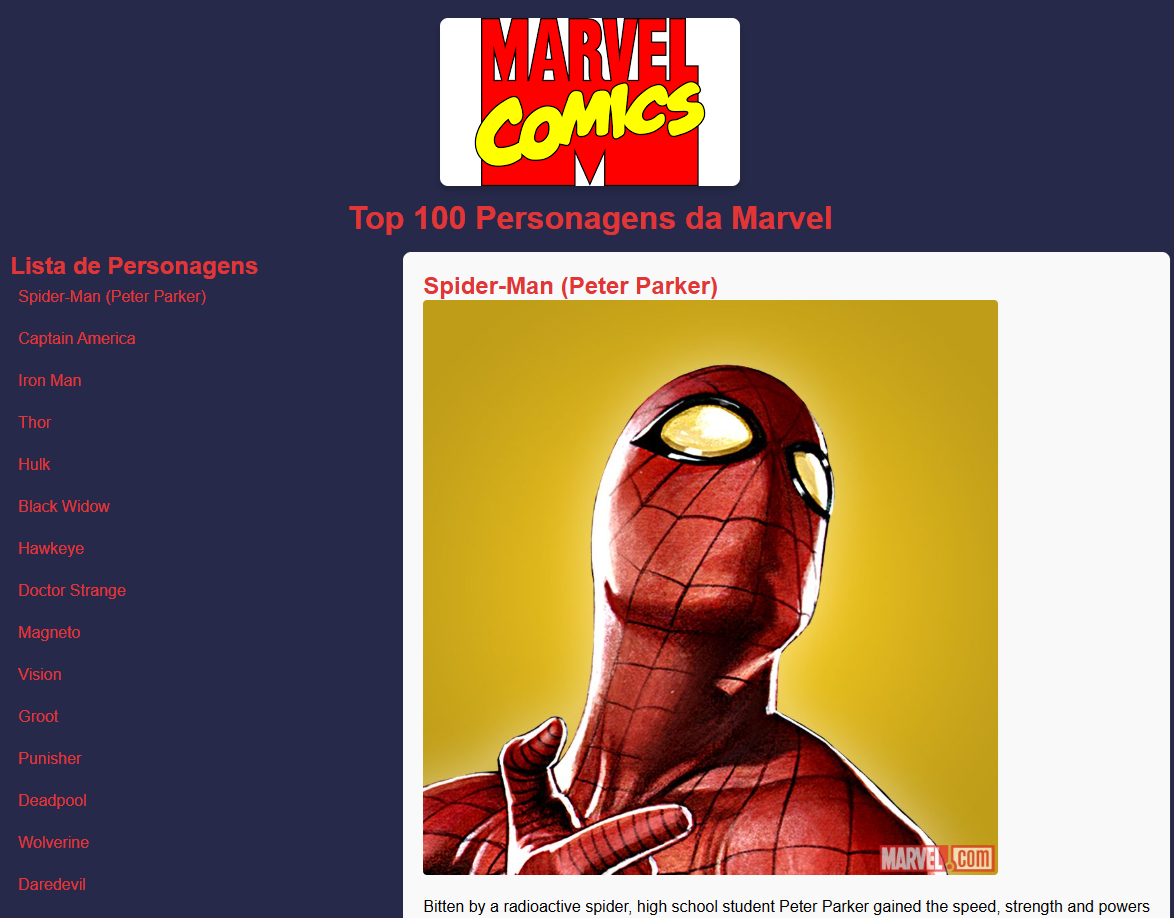 MARVEL
COMICS
Top 100 Personagens da Marvel
Lista de Personagens
Spider-Man (Peter Parker)
Captain America
Iron Man
Thor
Hulk
Black Widow
Hawkeye
Doctor Strange
Magneto
Vision
Groot
Punisher
Deadpool
Wolverine
Daredevil
Spider-Man (Peter Parker)
MARVEL.com
Bitten by a radioactive spider, high school student Peter Parker gained the speed, strength and powers